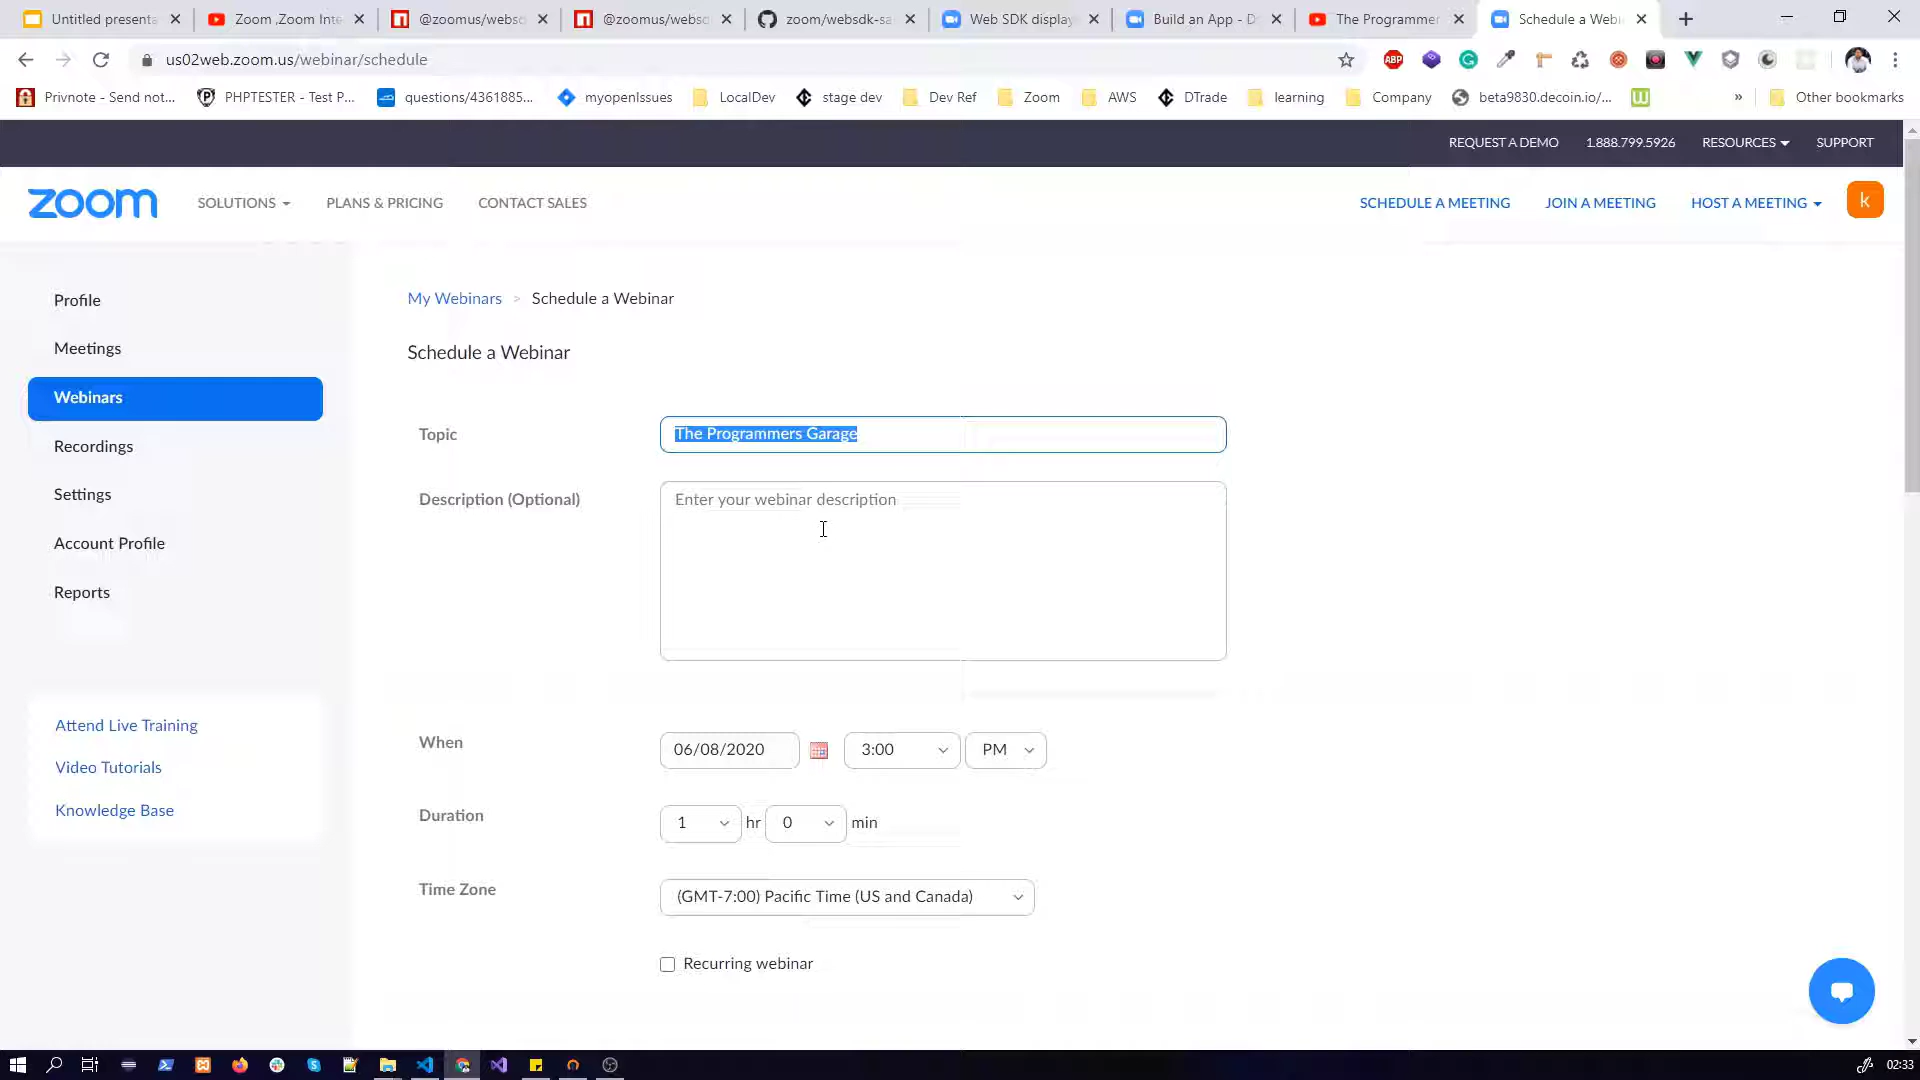 Untitled presenta
Zoom ,Zoom Inte
@zoomus/websd
@zoomus/websd
zoom/websdk-sa
Web SDK display
Build an App - D
The Programmer
Schedule a Webi
us02web.zoom.us/webinar/schedule
ABP
Privnote - Send not...
PHPTESTER - Test P...
questions/4361885...
myopenIssues
LocalDev
stage dev
Dev Ref
Zoom
AWS
DTrade
learning
Company
beta9830.decoin.io/...
»
Other bookmarks
REQUEST A DEMO
1.888.799.5926
RESOURCES
SUPPORT
zoom
SOLUTIONS
PLANS & PRICING
CONTACT SALES
SCHEDULE A MEETING
JOIN A MEETING
HOST A MEETING
k
Profile
Meetings
Webinars
Recordings
Settings
Account Profile
Reports
Attend Live Training
Video Tutorials
Knowledge Base
My Webinars > Schedule a Webinar
Schedule a Webinar
Topic
The Programmers Garage
Description (Optional)
Enter your webinar description
When
06/08/2020
3:00
PM
Duration
1 hr 0 min
Time Zone
(GMT-7:00) Pacific Time (US and Canada)
Recurring webinar
02:33